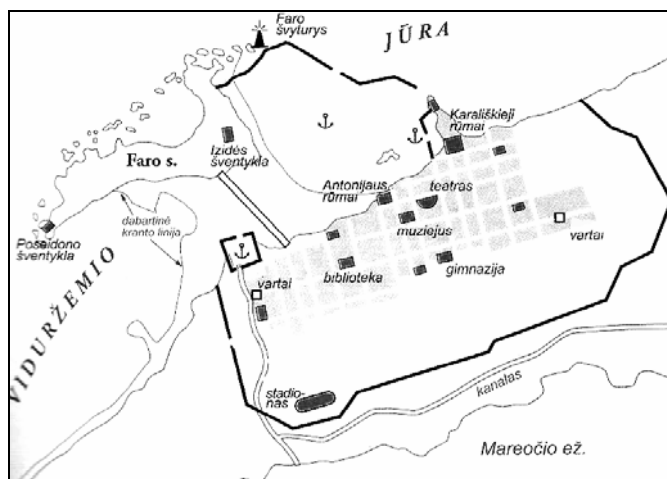 Faro
švyturys
JŪRA
Karališkieji
rūmai
Izidės
šventykla
Faro s.
Antonijaus
rūmai
teatras
dabartinė
kranto linija
muziejus
Poseidono
šventykla
vartai
biblioteka
gimnazija
vartai
VIDURŽEMIO
stadio-
nas
kanalas
Mareočio ež.